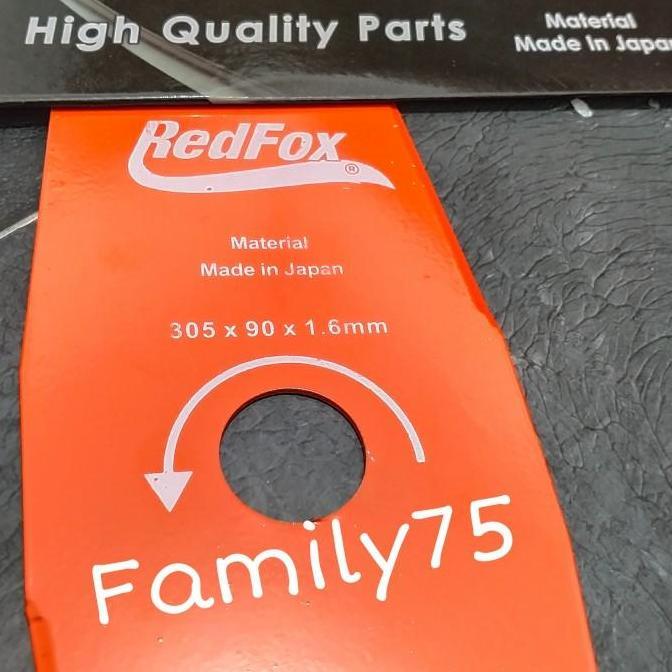 High Quality Parts
Material
Made In Japan
RedFox
®
Material
Made in Japan
305 x 90 x 1.6mm
Family75